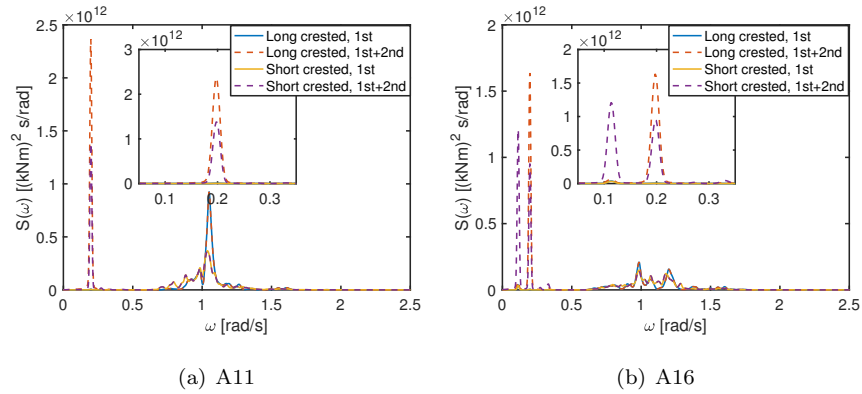 ×10^12
S(ω) [(kNm)^2 s/rad]
2.5
2
1.5
1
0.5
0
0 0.5 1 1.5 2 2.5
ω [rad/s]
Long crested, 1st
Long crested, 1st+2nd
Short crested, 1st
Short crested, 1st+2nd
×10^12
3
2
1
0
0.1 0.2 0.3
(a) A11
×10^12
S(ω) [(kNm)^2 s/rad]
2
1.5
1
0.5
0
0 0.5 1 1.5 2 2.5
ω [rad/s]
Long crested, 1st
Long crested, 1st+2nd
Short crested, 1st
Short crested, 1st+2nd
×10^12
2
1.5
1
0.5
0
0.1 0.2 0.3
(b) A16